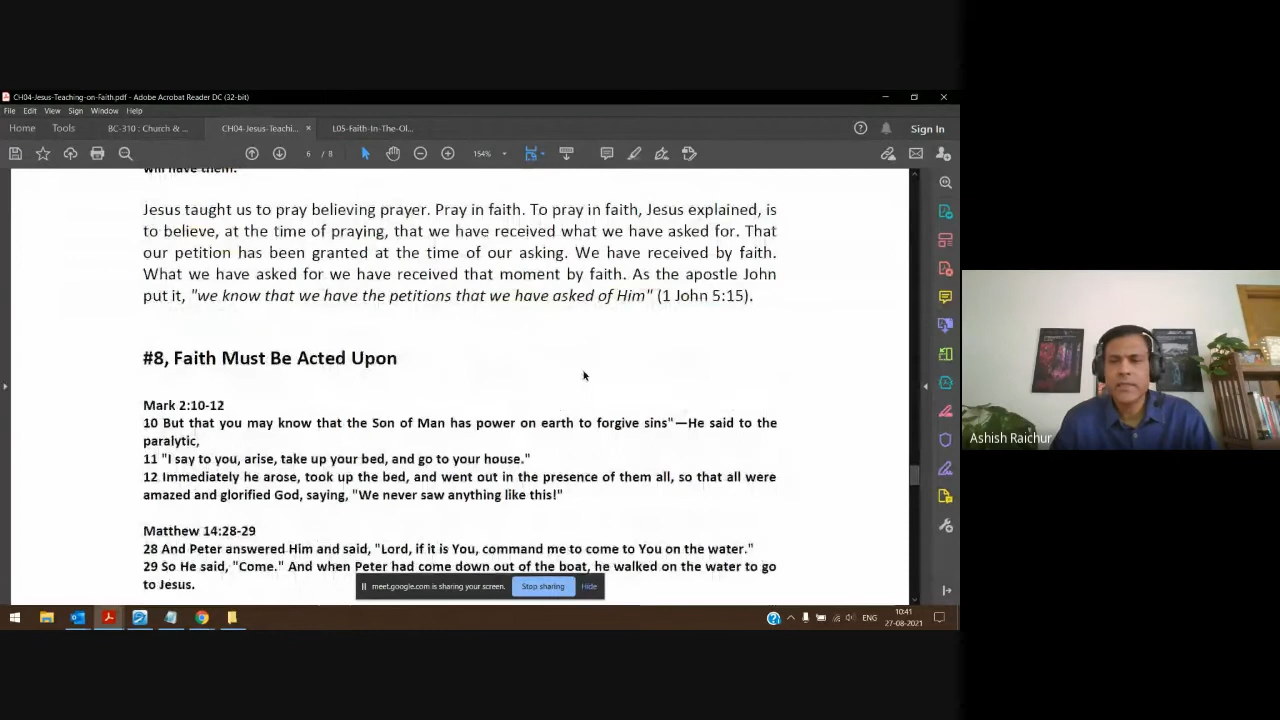 CH04-Jesus-Teaching-on-Faith.pdf - Adobe Acrobat Reader DC (32-bit)
File Edit View Sign Window Help
Home Tools BC-310 : Church & ... CH04-Jesus-Teachi... × L05-Faith-In-The-Ol... Sign In
6 / 8 154%
will have them.
Jesus taught us to pray believing prayer. Pray in faith. To pray in faith, Jesus explained, is
to believe, at the time of praying, that we have received what we have asked for. That
our petition has been granted at the time of our asking. We have received by faith.
What we have asked for we have received that moment by faith. As the apostle John
put it, "we know that we have the petitions that we have asked of Him" (1 John 5:15).
#8, Faith Must Be Acted Upon
Mark 2:10-12
10 But that you may know that the Son of Man has power on earth to forgive sins"—He said to the
paralytic,
11 "I say to you, arise, take up your bed, and go to your house."
12 Immediately he arose, took up the bed, and went out in the presence of them all, so that all were
amazed and glorified God, saying, "We never saw anything like this!"
Matthew 14:28-29
28 And Peter answered Him and said, "Lord, if it is You, command me to come to You on the water."
29 So He said, "Come." And when Peter had come down out of the boat, he walked on the water to go
to Jesus.
meet.google.com is sharing your screen. Stop sharing Hide
ENG 10:41
27-08-2021
Ashish Raichur